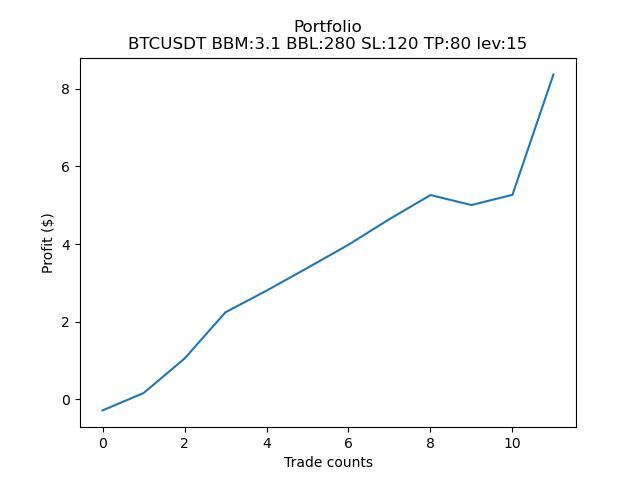 Portfolio
BTCUSDT BBM:3.1 BBL:280 SL:120 TP:80 lev:15
8
6
4
2
0
Profit ($)
0 2 4 6 8 10
Trade counts